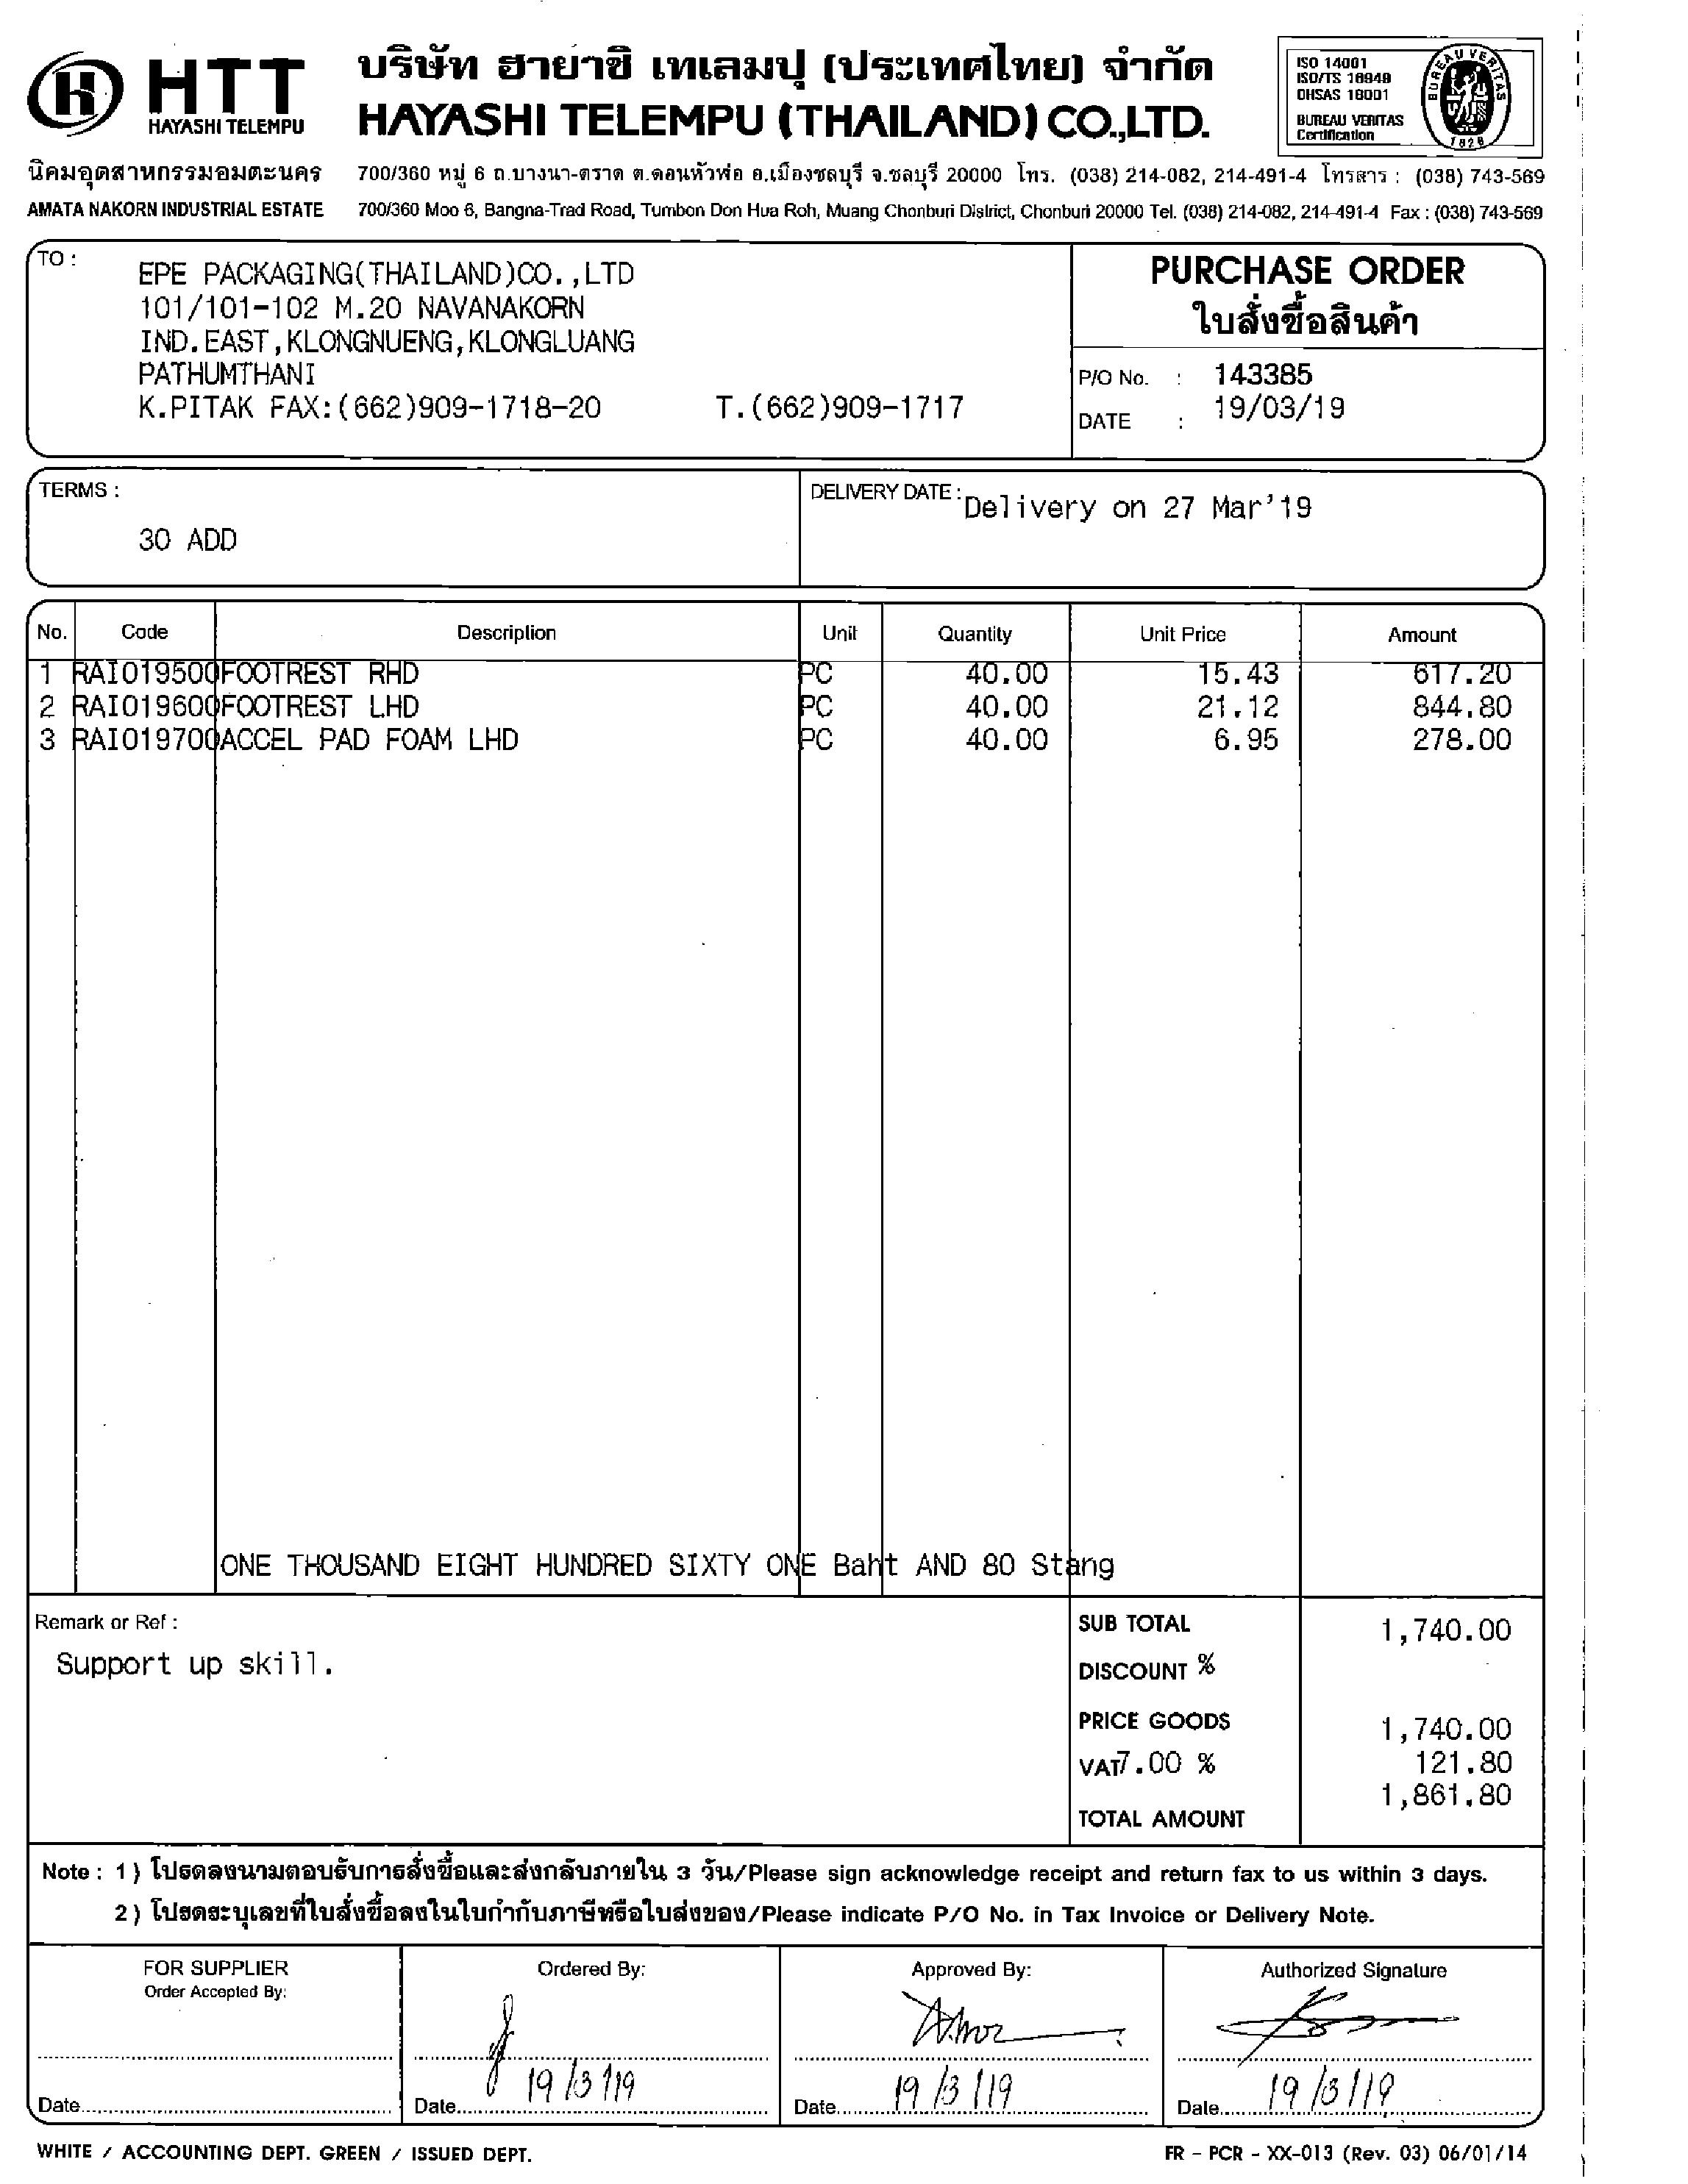 HTT
HAYASHI TELEMPU
บริษัท ฮายาชิ เทเลมปุ (ประเทศไทย) จำกัด
HAYASHI TELEMPU (THAILAND) CO.,LTD.
ISO 14001
ISO/TS 16949
OHSAS 18001
BUREAU VERITAS
Certification
BUREAU VERITAS
1828
นิคมอุตสาหกรรมอมตะนคร 700/360 หมู่ 6 ถ.บางนา-ตราด ต.ดอนหัวฬ่อ อ.เมืองชลบุรี จ.ชลบุรี 20000 โทร. (038) 214-082, 214-491-4 โทรสาร : (038) 743-569
AMATA NAKORN INDUSTRIAL ESTATE 700/360 Moo 6, Bangna-Trad Road, Tumbon Don Hua Roh, Muang Chonburi District, Chonburi 20000 Tel. (038) 214-082, 214-491-4 Fax : (038) 743-569
TO :
EPE PACKAGING(THAILAND)CO.,LTD
101/101-102 M.20 NAVANAKORN
IND.EAST,KLONGNUENG,KLONGLUANG
PATHUMTHANI
K.PITAK FAX:(662)909-1718-20 T.(662)909-1717
PURCHASE ORDER
ใบสั่งซื้อสินค้า
P/O No. : 143385
DATE : 19/03/19
TERMS :
30 ADD
DELIVERY DATE : Delivery on 27 Mar'19
No. Code Description Unit Quantity Unit Price Amount
1 RAI019500 FOOTREST RHD PC 40.00 15.43 617.20
2 RAI019600 FOOTREST LHD PC 40.00 21.12 844.80
3 RAI019700 ACCEL PAD FOAM LHD PC 40.00 6.95 278.00
ONE THOUSAND EIGHT HUNDRED SIXTY ONE Baht AND 80 Stang
Remark or Ref :
Support up skill.
SUB TOTAL 1,740.00
DISCOUNT %
PRICE GOODS 1,740.00
VAT 7.00 % 121.80
TOTAL AMOUNT 1,861.80
Note : 1) โปรดลงนามตอบรับการสั่งซื้อและส่งกลับภายใน 3 วัน/Please sign acknowledge receipt and return fax to us within 3 days.
2) โปรดระบุเลขที่ใบสั่งซื้อลงในใบกำกับภาษีหรือใบส่งของ/Please indicate P/O No. in Tax Invoice or Delivery Note.
FOR SUPPLIER
Order Accepted By:
Date
Ordered By:
Date 19/3/19
Approved By:
Date 19/3/19
Authorized Signature
Date 19/3/19
WHITE / ACCOUNTING DEPT. GREEN / ISSUED DEPT.
FR - PCR - XX-013 (Rev. 03) 06/01/14